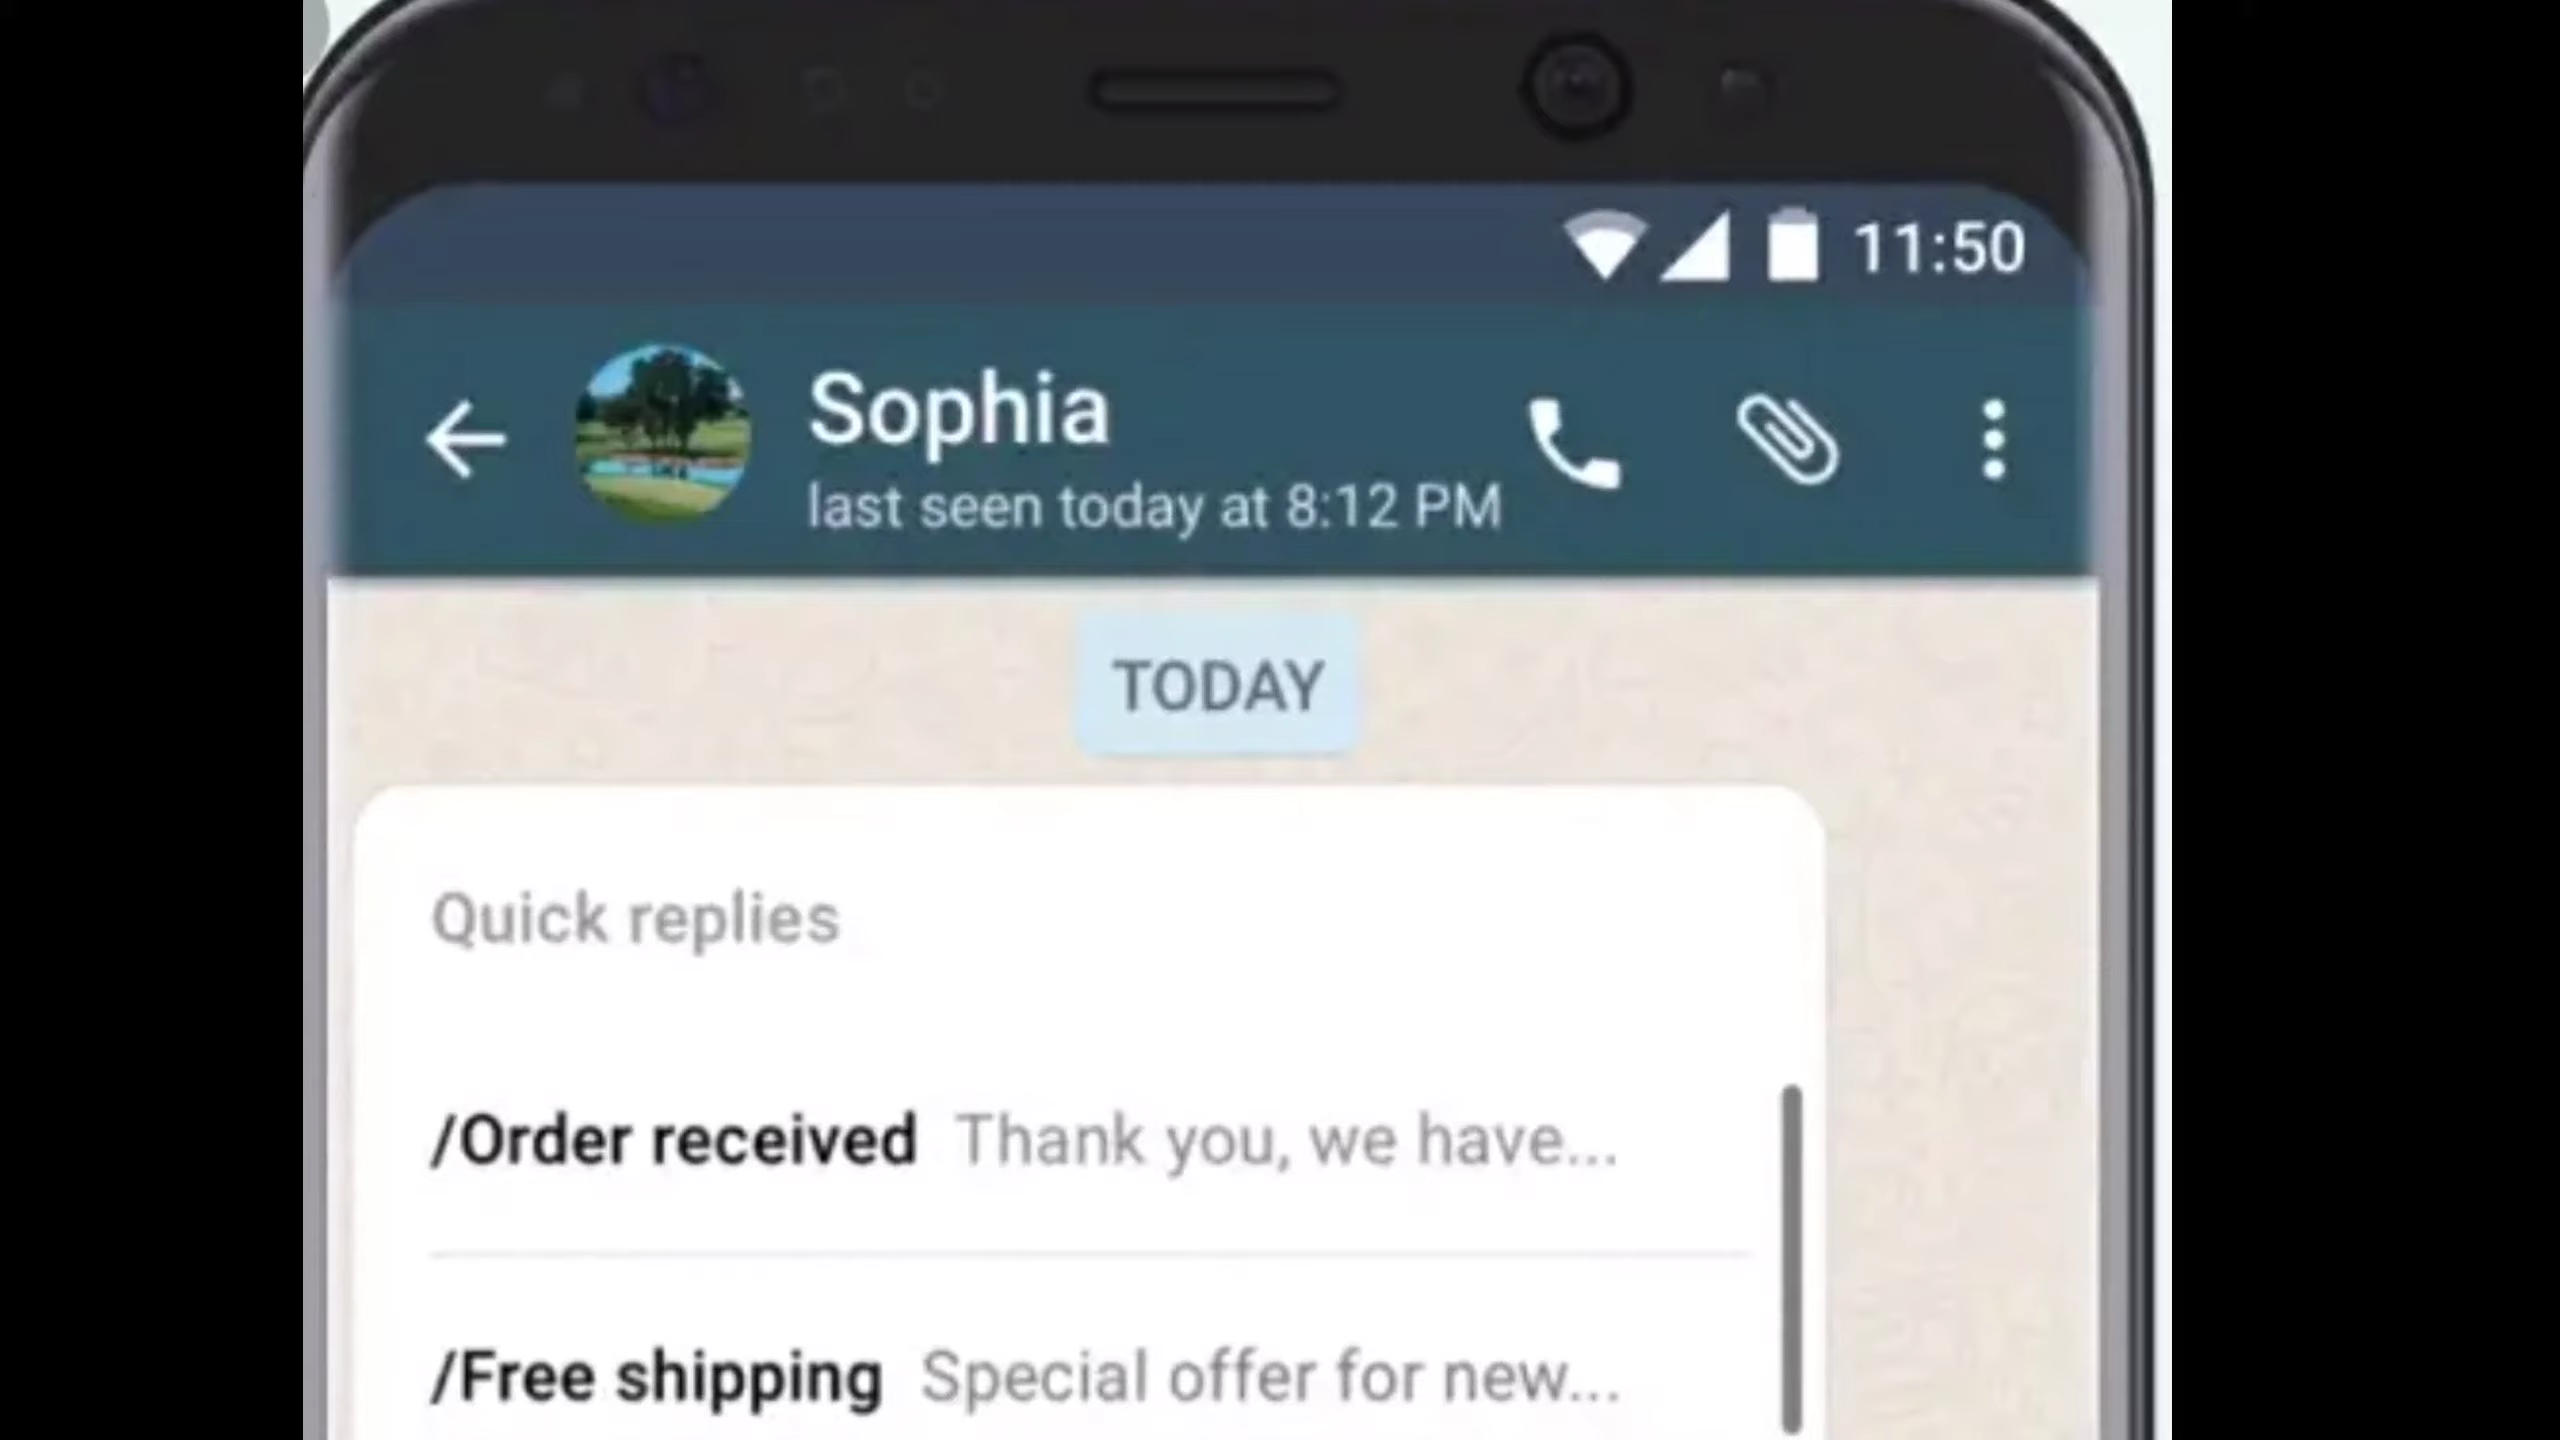 11:50
Sophia
last seen today at 8:12 PM
TODAY
Quick replies
/Order received Thank you, we have...
/Free shipping Special offer for new...